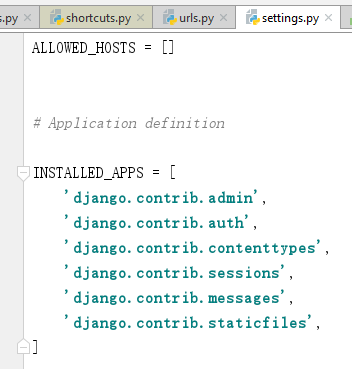 s.py shortcuts.py urls.py settings.py
ALLOWED_HOSTS = []
# Application definition
INSTALLED_APPS = [
'django.contrib.admin',
'django.contrib.auth',
'django.contrib.contenttypes',
'django.contrib.sessions',
'django.contrib.messages',
'django.contrib.staticfiles',
]